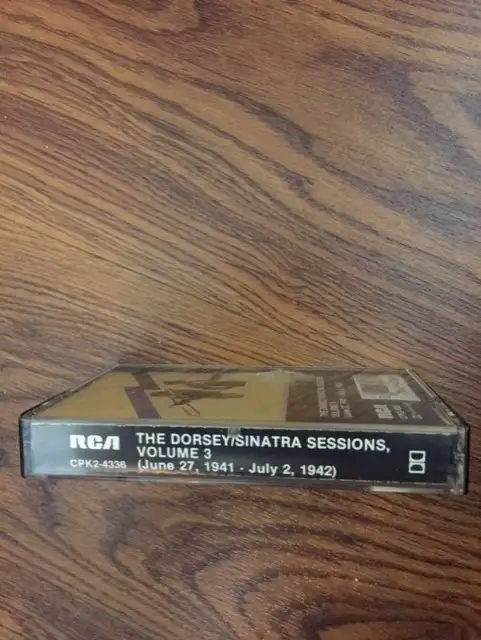 RCA THE DORSEY/SINATRA SESSIONS,
VOLUME 3
CPK2-4336 (June 27, 1941 - July 2, 1942)